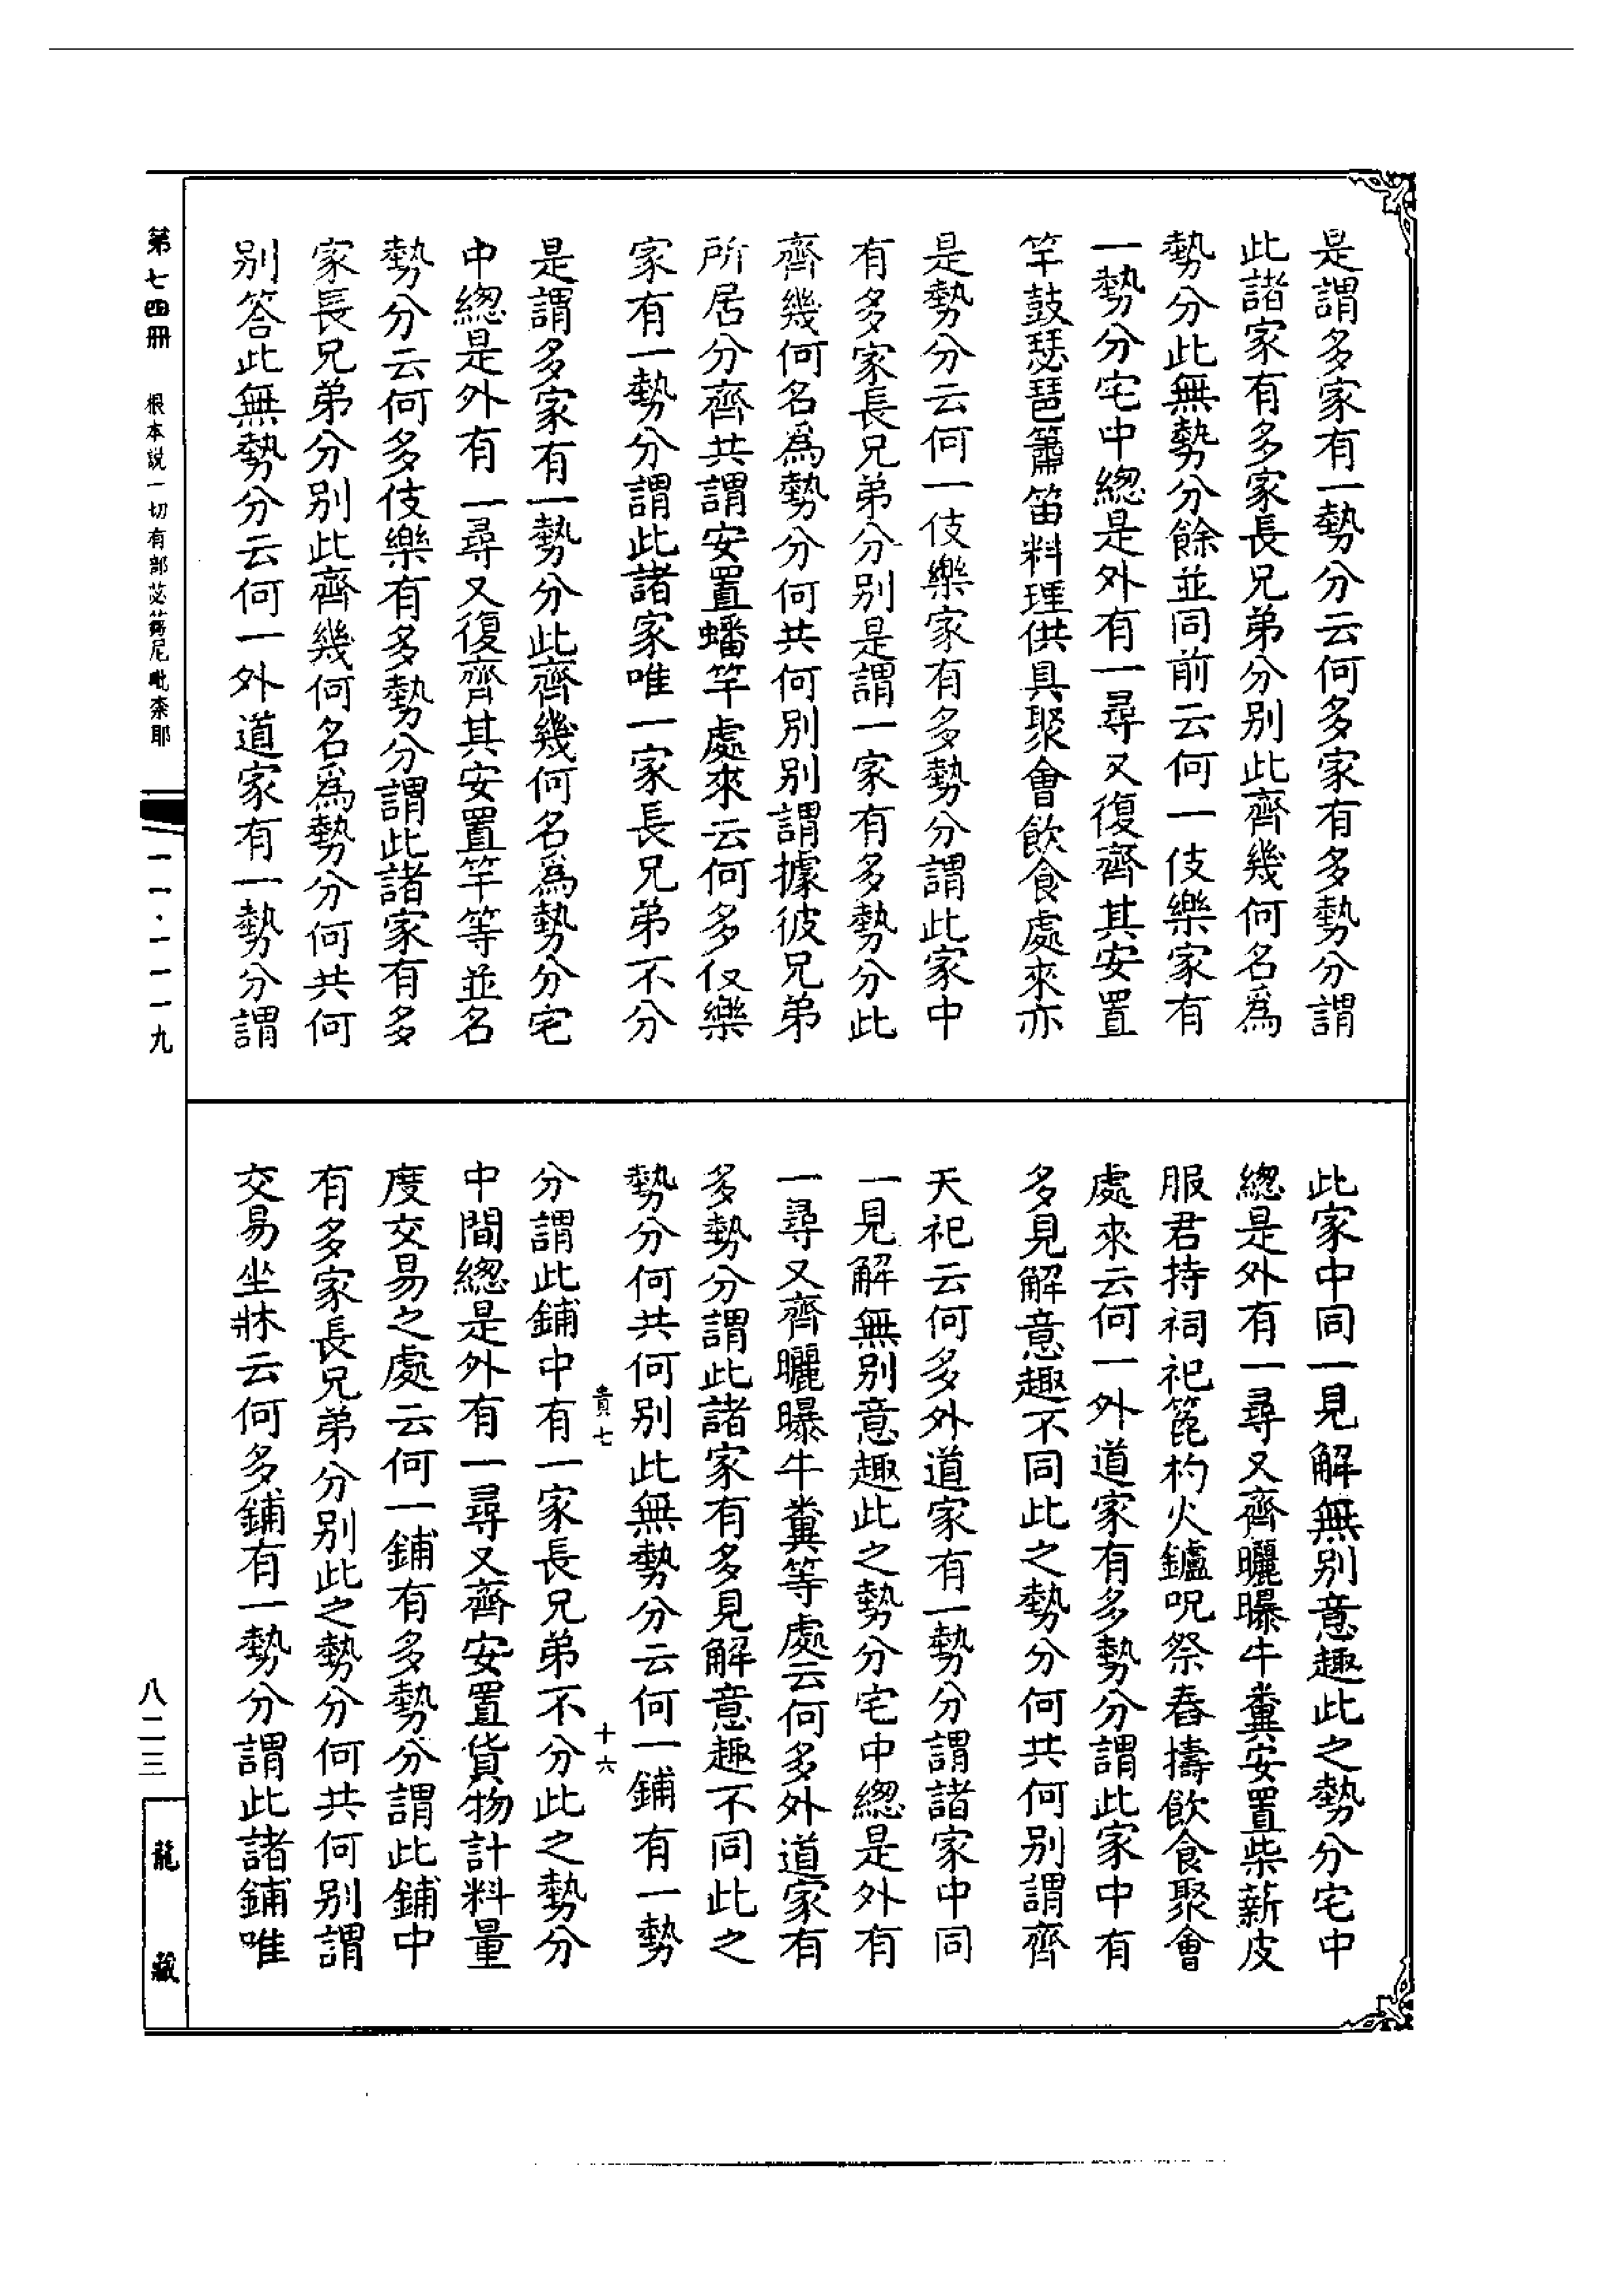 是謂多家有一勢分云何多家有多勢分謂
此諸家有多家長兄弟分別此齊幾何名爲
勢分此無勢分餘並同前云何一伎樂家有
一勢分宅中總是外有一尋又復齊其安置
竿鼓瑟琶簫笛料理供具聚會飲食處來亦
是勢分云何一伎樂家有多勢分謂此家中
有多家長兄弟分別是謂一家有多勢分此
齊幾何名爲勢分何共何別別謂據彼兄弟
所居分齊共謂安置蟠竿處來云何多伎樂
家有一勢分謂此諸家唯一家長兄弟不分
是謂多家有一勢分此齊幾何名爲勢分宅
中總是外有一尋又復齊其安置竿等並名
勢分云何多伎樂有多勢分謂此諸家有多
家長兄弟分別此齊幾何名爲勢分何共何
別答此無勢分云何一外道家有一勢分謂
此家中同一見解無別意趣此之勢分宅中
總是外有一尋又齊曬曝牛糞安置柴薪皮
服君持祠祀箆杓火鑪呪祭舂擣飲食聚會
處來云何一外道家有多勢分謂此家中有
多見解意趣不同此之勢分何共何別謂齊
天祀云何多外道家有一勢分謂諸家中同
一見解無別意趣此之勢分宅中總是外有
一尋又齊曬曝牛糞等處云何多外道家有
多勢分謂此諸家有多見解意趣不同此之
勢分何共何別此無勢分云何一鋪有一勢
貴七 十六
分謂此鋪中有一家長兄弟不分此之勢分
中間總是外有一尋又齊安置貨物計料量
度交易之處云何一鋪有多勢分謂此鋪中
有多家長兄弟分別此之勢分何共何別謂
交易坐牀云何多鋪有一勢分謂此諸鋪唯
第七四冊 根本說一切有部苾芻尼毗柰耶 一一·一一一九
八二三
龍藏